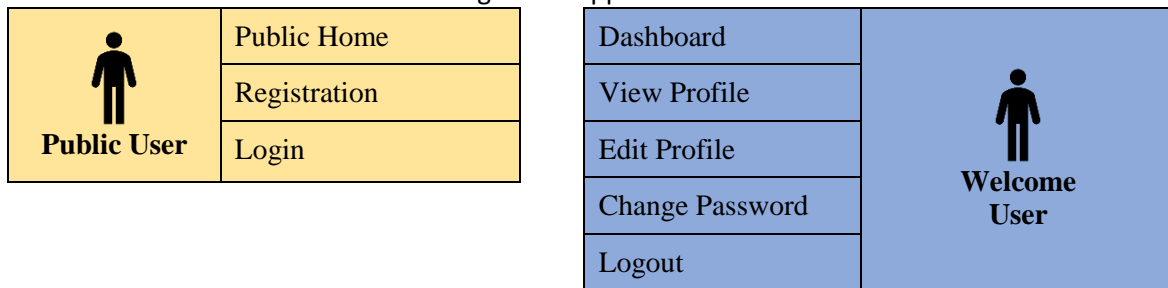 Public Home
Registration
Public User
Login
Dashboard
View Profile
Edit Profile
Change Password
Logout
Welcome
User